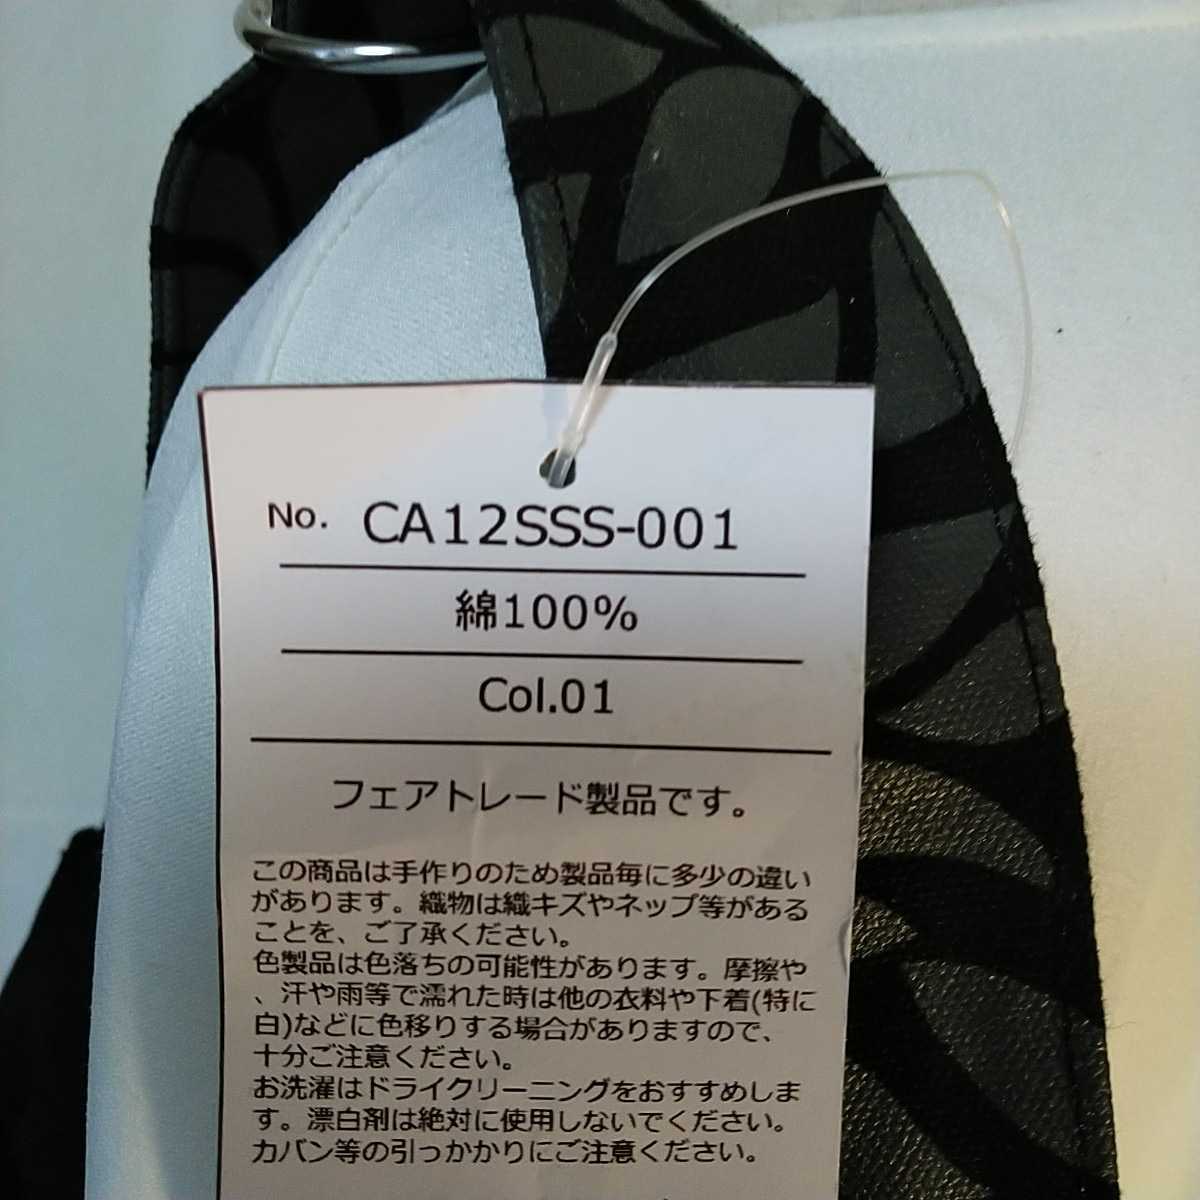 No. CA12SSS-001
綿100%
Col.01
フェアトレード製品です。
この商品は手作りのため製品毎に多少の違い
があります。織物は織キズやネップ等がある
ことを、ご了承ください。
色製品は色落ちの可能性があります。摩擦や
、汗や雨等で濡れた時は他の衣料や下着(特に
白)などに色移りする場合がありますので、
十分ご注意ください。
お洗濯はドライクリーニングをおすすめしま
す。漂白剤は絶対に使用しないでください。
カバン等の引っかかりにご注意ください。